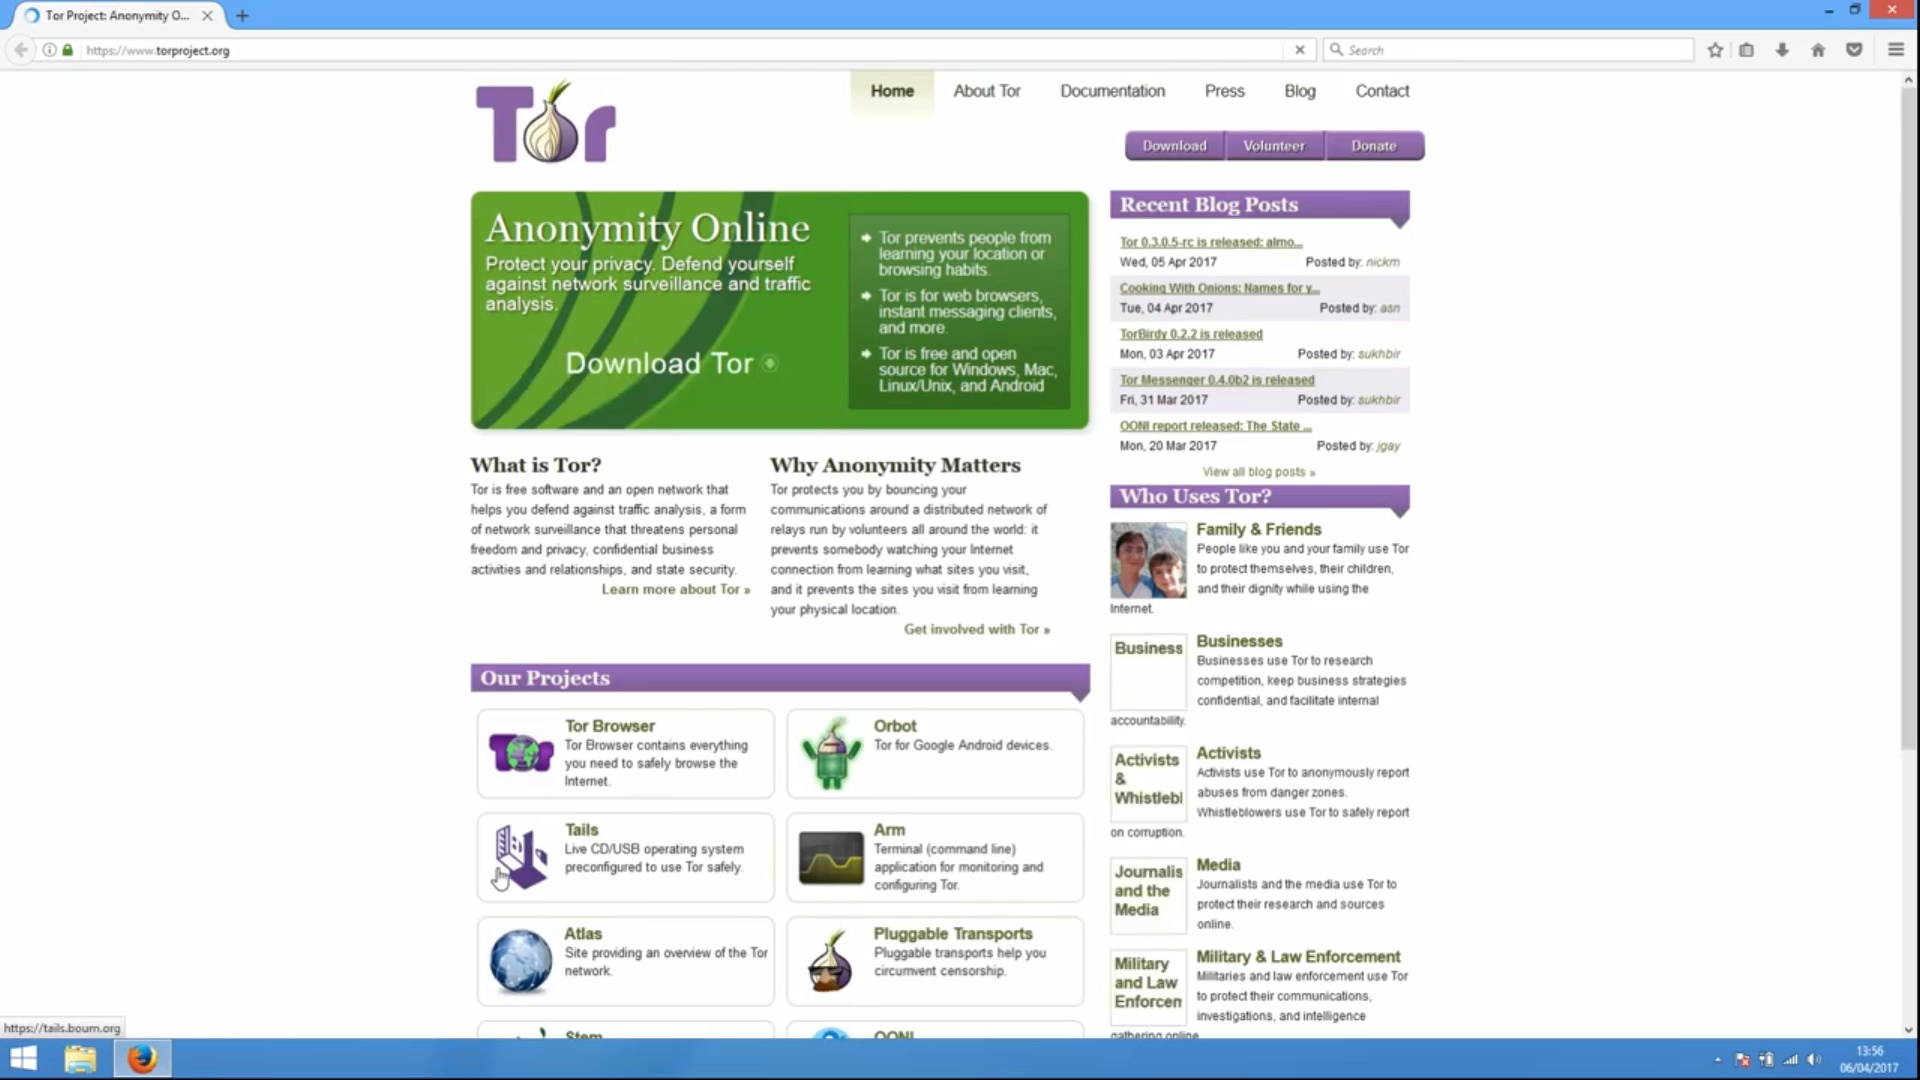 Tor Project: Anonymity O...
https://www.torproject.org
Search
Tor
Home
About Tor
Documentation
Press
Blog
Contact
Download
Volunteer
Donate
Anonymity Online
Protect your privacy. Defend yourself
against network surveillance and traffic
analysis.
Download Tor
Tor prevents people from
learning your location or
browsing habits.
Tor is for web browsers,
instant messaging clients,
and more.
Tor is free and open
source for Windows, Mac,
Linux/Unix, and Android
What is Tor?
Tor is free software and an open network that
helps you defend against traffic analysis, a form
of network surveillance that threatens personal
freedom and privacy, confidential business
activities and relationships, and state security.
Learn more about Tor »
Why Anonymity Matters
Tor protects you by bouncing your
communications around a distributed network of
relays run by volunteers all around the world: it
prevents somebody watching your Internet
connection from learning what sites you visit,
and it prevents the sites you visit from learning
your physical location.
Get involved with Tor »
Our Projects
Tor Browser
Tor Browser contains everything
you need to safely browse the
Internet.
Orbot
Tor for Google Android devices.
Tails
Live CD/USB operating system
preconfigured to use Tor safely.
Arm
Terminal (command line)
application for monitoring and
configuring Tor.
Atlas
Site providing an overview of the Tor
network.
Pluggable Transports
Pluggable transports help you
circumvent censorship.
Stem
OONI
Recent Blog Posts
Tor 0.3.0.5-rc is released: almo...
Wed, 05 Apr 2017 Posted by: nickm
Cooking With Onions: Names for y...
Tue, 04 Apr 2017 Posted by: asn
TorBirdy 0.2.2 is released
Mon, 03 Apr 2017 Posted by: sukhbir
Tor Messenger 0.4.0b2 is released
Fri, 31 Mar 2017 Posted by: sukhbir
OONI report released: The State ...
Mon, 20 Mar 2017 Posted by: jgay
View all blog posts »
Who Uses Tor?
Family & Friends
People like you and your family use Tor
to protect themselves, their children,
and their dignity while using the
Internet.
Business
Businesses
Businesses use Tor to research
competition, keep business strategies
confidential, and facilitate internal
accountability.
Activists
&
Whistlebl
Activists
Activists use Tor to anonymously report
abuses from danger zones.
Whistleblowers use Tor to safely report
on corruption.
Journalis
and the
Media
Media
Journalists and the media use Tor to
protect their research and sources
online.
Military
and Law
Enforcen
Military & Law Enforcement
Militaries and law enforcement use Tor
to protect their communications,
investigations, and intelligence
gathering online.
https://tails.boum.org
13:56
06/04/2017